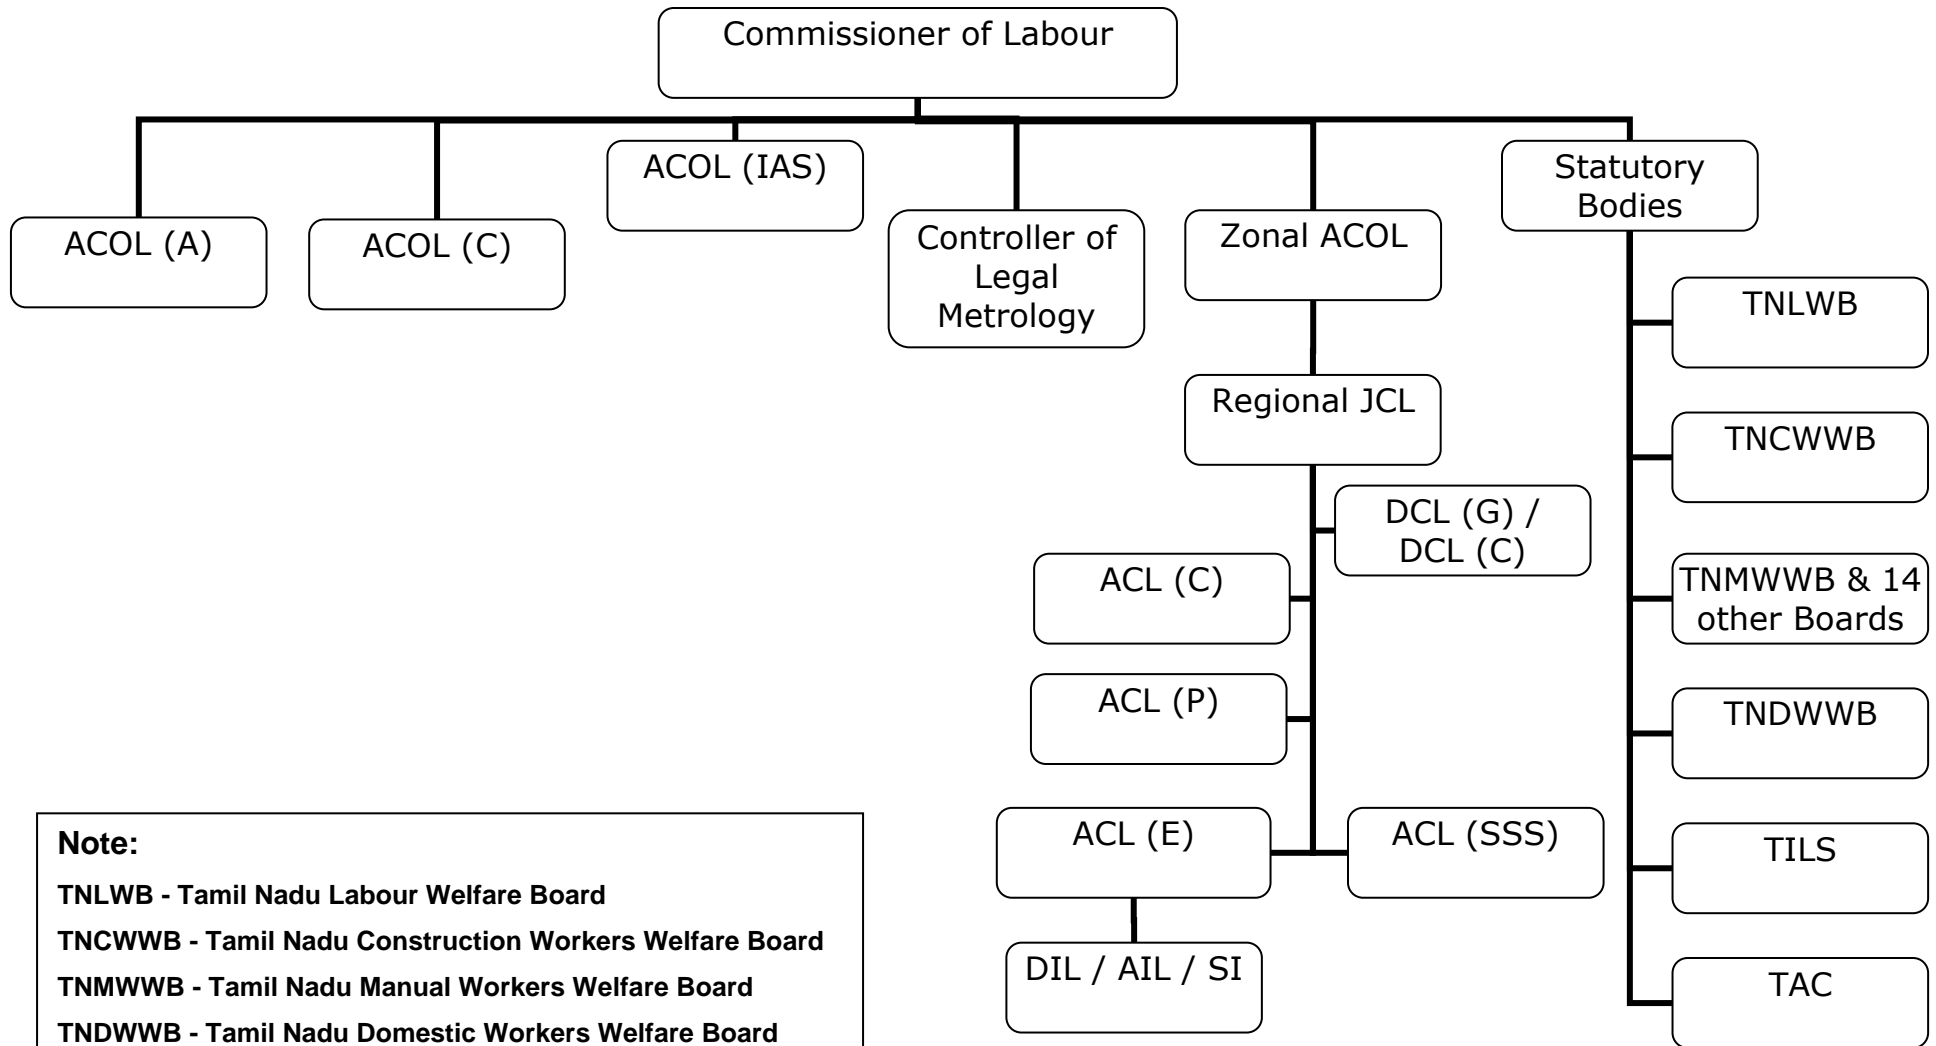 Commissioner of Labour
ACOL (A)
ACOL (C)
ACOL (IAS)
Controller of
Legal
Metrology
Zonal ACOL
Statutory
Bodies
Regional JCL
DCL (G) /
DCL (C)
ACL (C)
ACL (P)
ACL (E)
ACL (SSS)
DIL / AIL / SI
TNLWB
TNCWWB
TNMWWB & 14
other Boards
TNDWWB
TILS
TAC
Note:
TNLWB - Tamil Nadu Labour Welfare Board
TNCWWB - Tamil Nadu Construction Workers Welfare Board
TNMWWB - Tamil Nadu Manual Workers Welfare Board
TNDWWB - Tamil Nadu Domestic Workers Welfare Board